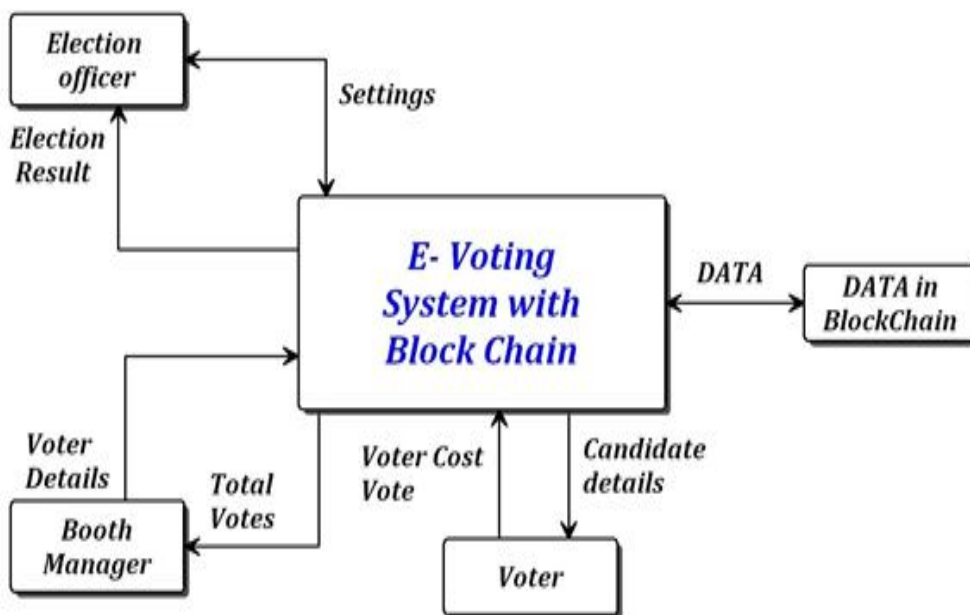 Election
officer
Settings
Election
Result
E- Voting
System with
Block Chain
DATA
DATA in
BlockChain
Voter
Details
Total
Votes
Voter Cost
Vote
Candidate
details
Booth
Manager
Voter